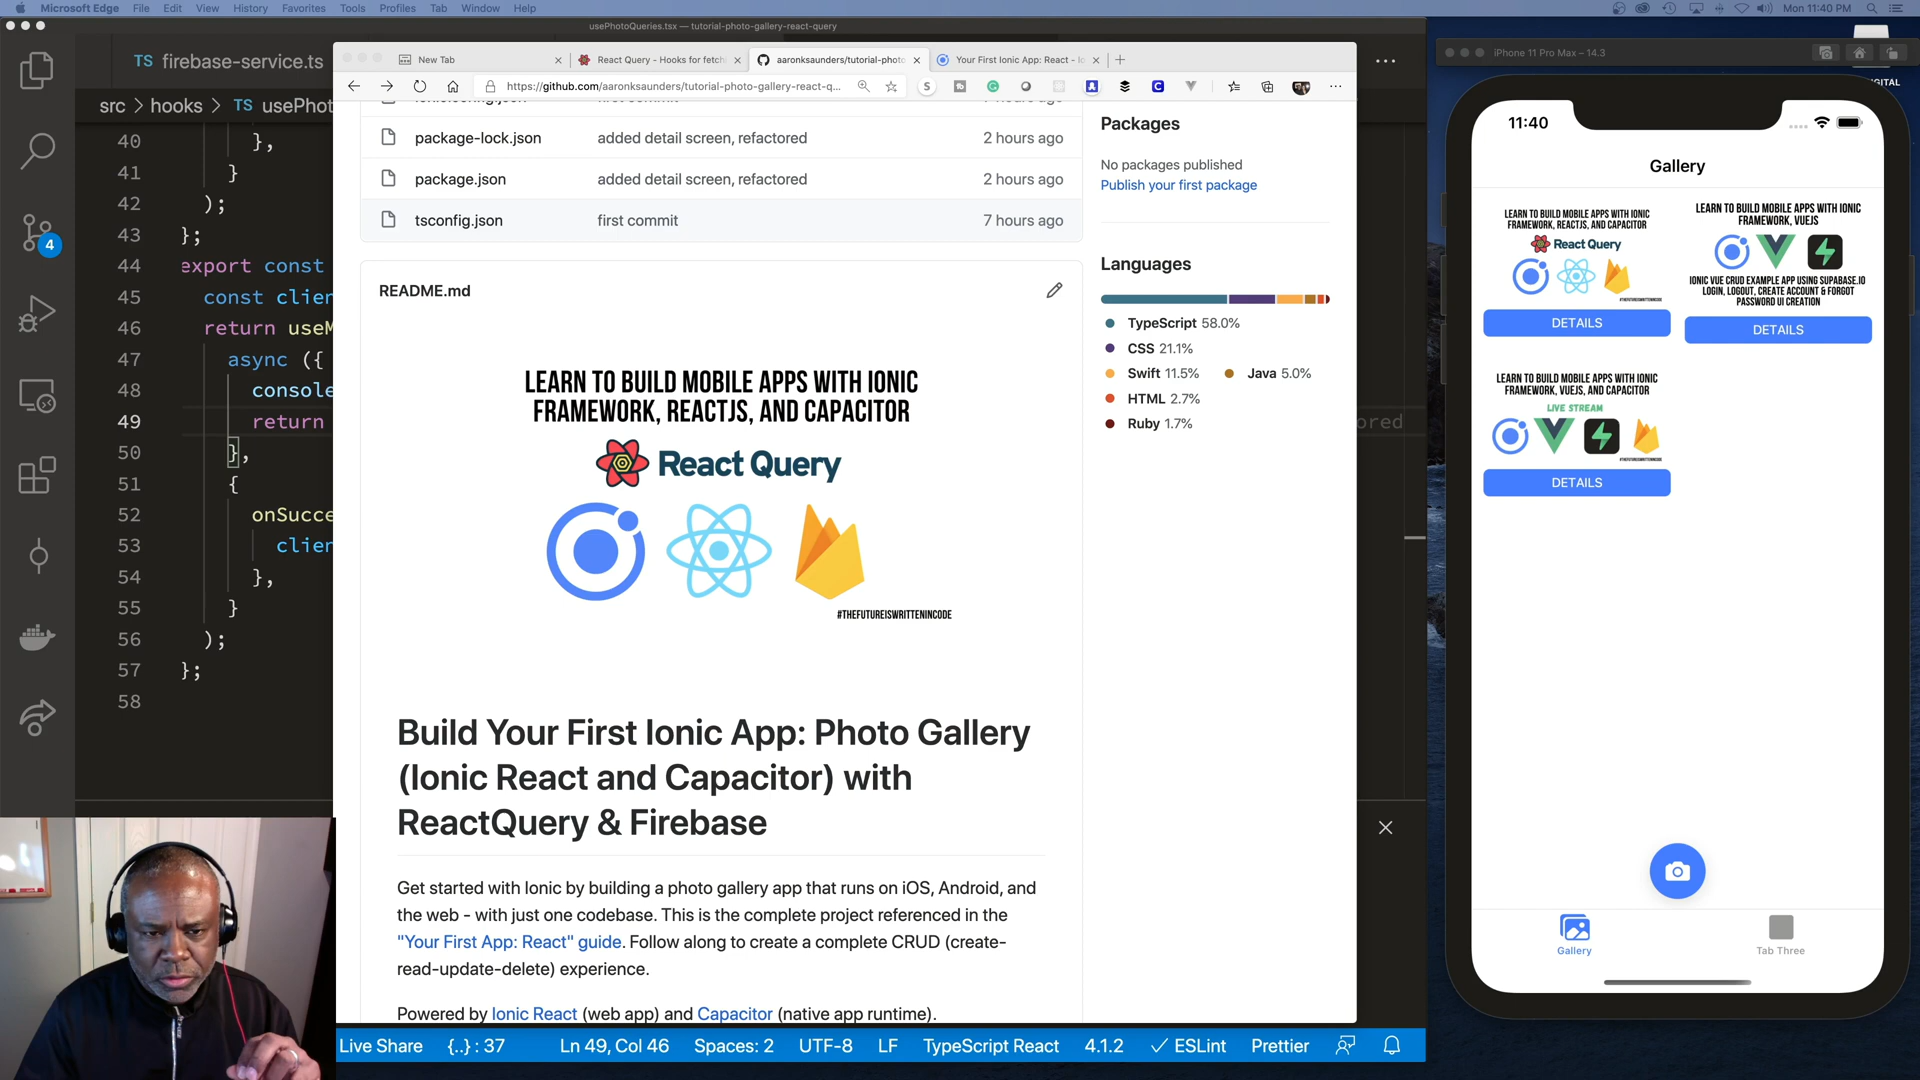 Microsoft Edge File Edit View History Favorites Tools Profiles Tab Window Help
Mon 11:40 PM
usePhotoQueries.tsx — tutorial-photo-gallery-react-query
TS firebase-service.ts
src > hooks > TS usePhot
40 },
41 }
42 );
43 };
44 export const
45 const clien
46 return useM
47 async ({
48 console
49 return
50 },
51 {
52 onSucce
53 clien
54 },
55 }
56 );
57 };
58
4
ored
New Tab
React Query - Hooks for fetch
aaronksaunders/tutorial-photo
Your First Ionic App: React - Io
https://github.com/aaronksaunders/tutorial-photo-gallery-react-q...
package-lock.json added detail screen, refactored 2 hours ago
package.json added detail screen, refactored 2 hours ago
tsconfig.json first commit 7 hours ago
README.md
LEARN TO BUILD MOBILE APPS WITH IONIC
FRAMEWORK, REACTJS, AND CAPACITOR
React Query
#THEFUTUREISWRITTENINCODE
Build Your First Ionic App: Photo Gallery
(Ionic React and Capacitor) with
ReactQuery & Firebase
Get started with Ionic by building a photo gallery app that runs on iOS, Android, and
the web - with just one codebase. This is the complete project referenced in the
"Your First App: React" guide. Follow along to create a complete CRUD (create-
read-update-delete) experience.
Powered by Ionic React (web app) and Capacitor (native app runtime).
Packages
No packages published
Publish your first package
Languages
TypeScript 58.0%
CSS 21.1%
Swift 11.5% Java 5.0%
HTML 2.7%
Ruby 1.7%
Live Share {..} : 37 Ln 49, Col 46 Spaces: 2 UTF-8 LF TypeScript React 4.1.2 ESLint Prettier
iPhone 11 Pro Max – 14.3
GITAL
11:40
Gallery
LEARN TO BUILD MOBILE APPS WITH IONIC
FRAMEWORK, REACTJS AND CAPACITOR
React Query
#THEFUTUREISWRITTENINCODE
DETAILS
LEARN TO BUILD MOBILE APPS WITH IONIC
FRAMEWORK, VUEJS
IONIC VUE CRUD EXAMPLE APP USING SUPABASE.IO
LOGIN, LOGOUT, CREATE ACCOUNT & FORGOT
PASSWORD UI CREATION
DETAILS
LEARN TO BUILD MOBILE APPS WITH IONIC
FRAMEWORK, VUEJS, AND CAPACITOR
LIVE STREAM
#THEFUTUREISWRITTENINCODE
DETAILS
Gallery
Tab Three